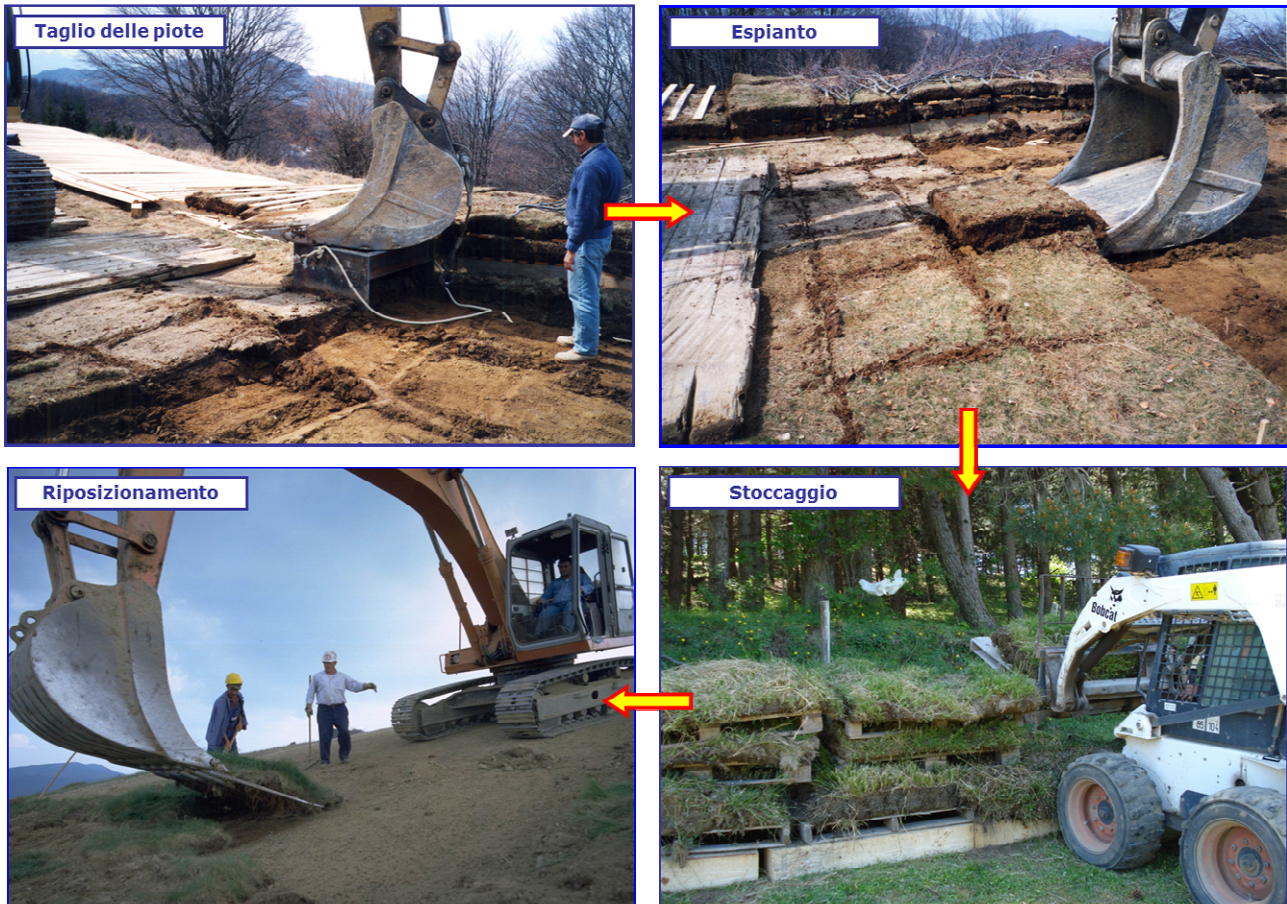 Taglio delle piote
Espianto
Riposizionamento
Stoccaggio
Bobcat